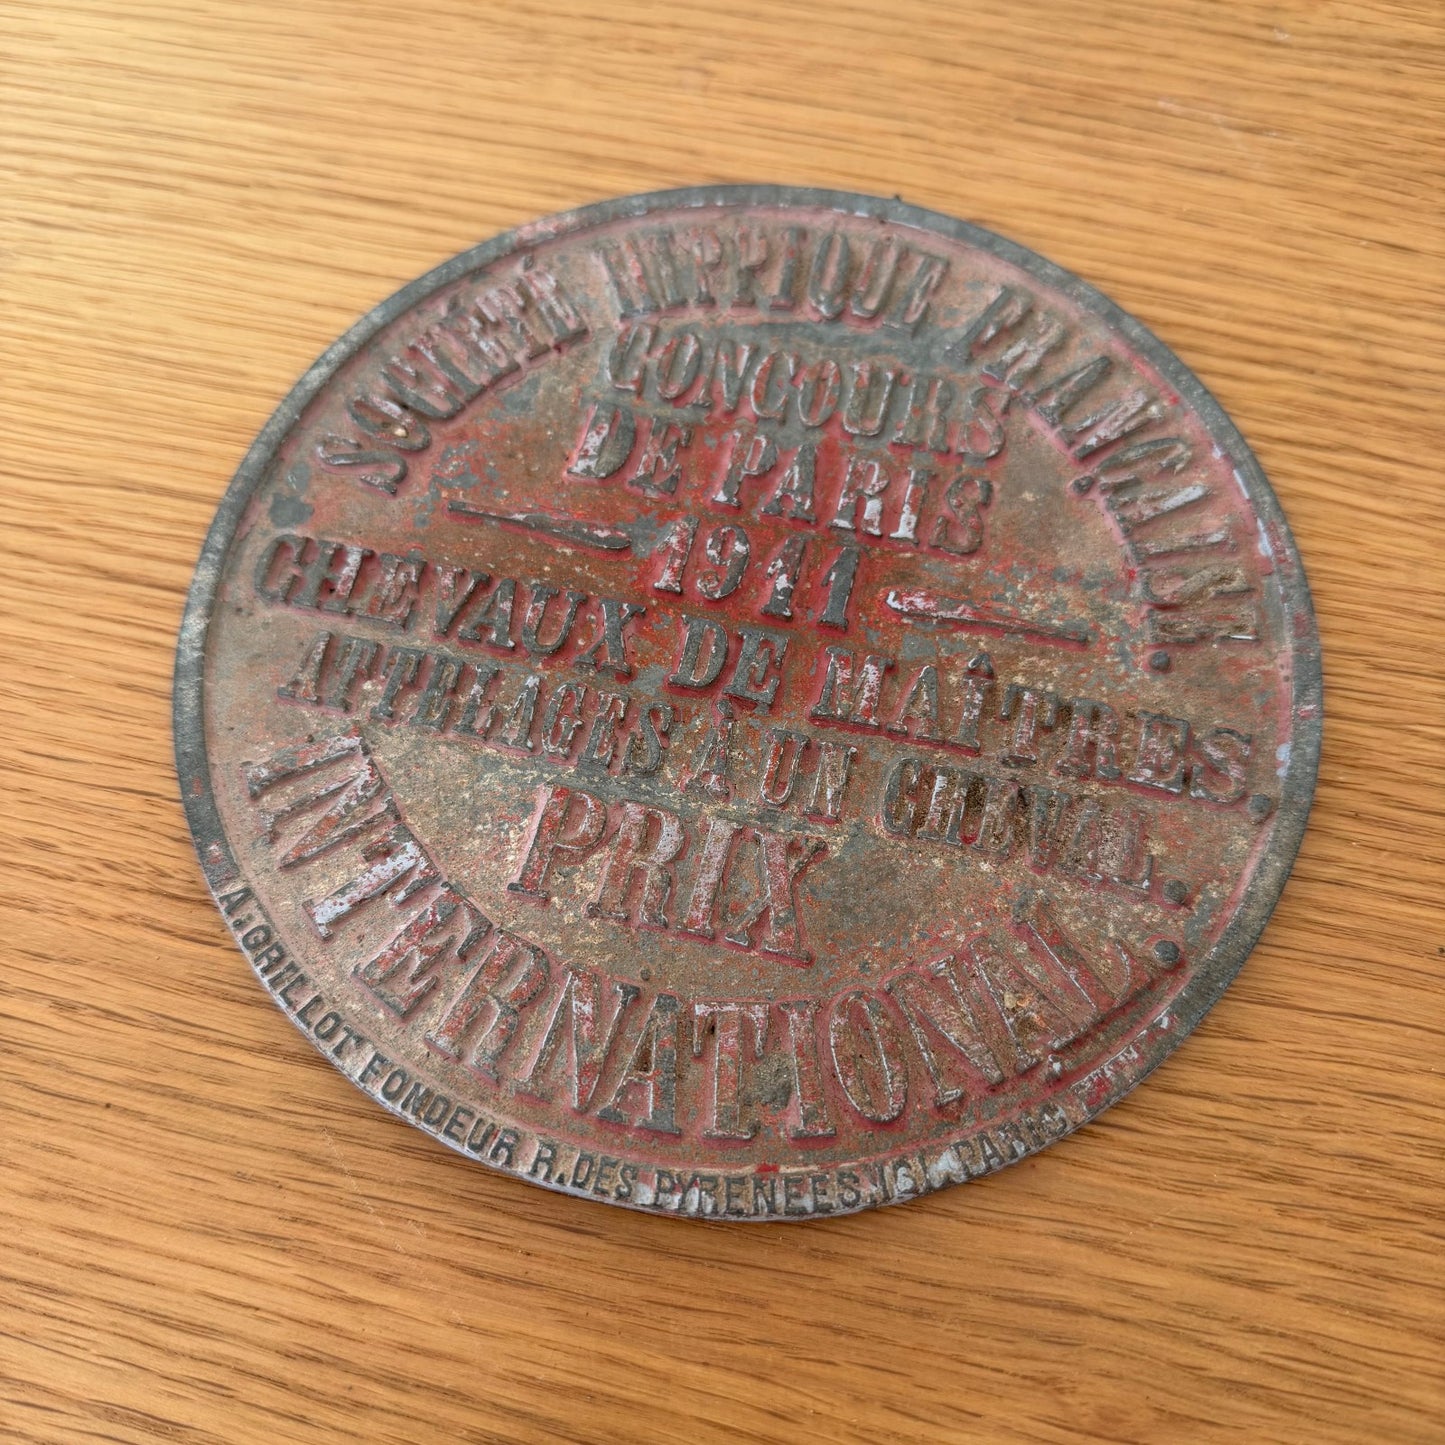 SOCIÉTÉ HIPPIQUE FRANÇAISE.
CONCOURS
DE PARIS
1911
CHEVAUX DE MAÎTRES.
ATTELAGES À UN CHEVAL.
PRIX
INTERNATIONAL.
A. GRILLOT FONDEUR R. DES PYRENEES. PARIS